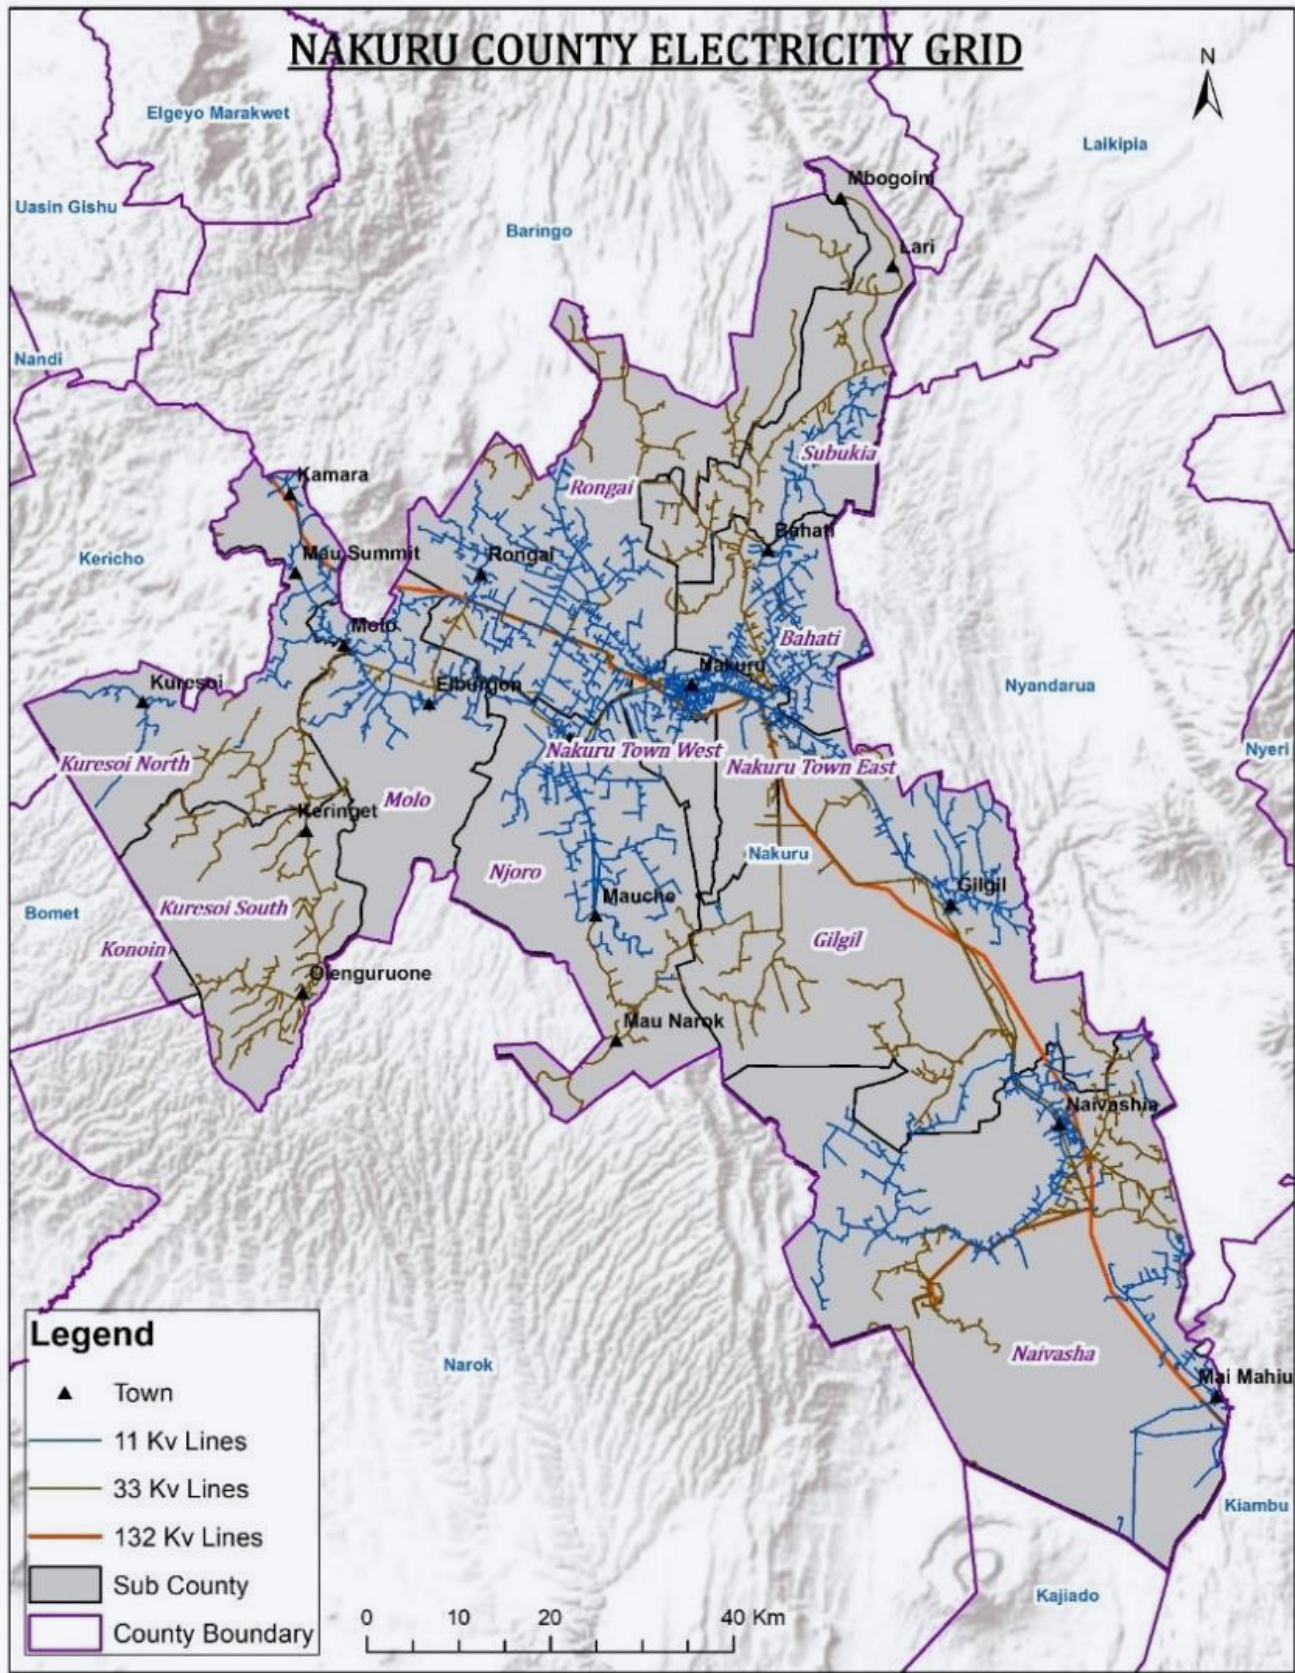 NAKURU COUNTY ELECTRICITY GRID
N
Elgeyo Marakwet
Laikipia
Mbogoini
Uasin Gishu
Baringo
Lari
Nandi
Subukia
Kamara
Rongai
Bahati
Mau Summit
Rongai
Kericho
Molo
Bahati
Nakuru
Kuresoi
Elburgon
Nyandarua
Nakuru Town West
Nyeri
Kuresoi North
Nakuru Town East
Molo
Keringet
Nakuru
Njoro
Gilgil
Mauche
Kuresoi South
Bomet
Gilgil
Konoin
Olenguruone
Mau Narok
Naivashia
Legend
Naivasha
Narok
Mai Mahiu
Town
11 Kv Lines
33 Kv Lines
Kiambu
132 Kv Lines
Sub County
Kajiado
County Boundary
0 10 20 40 Km